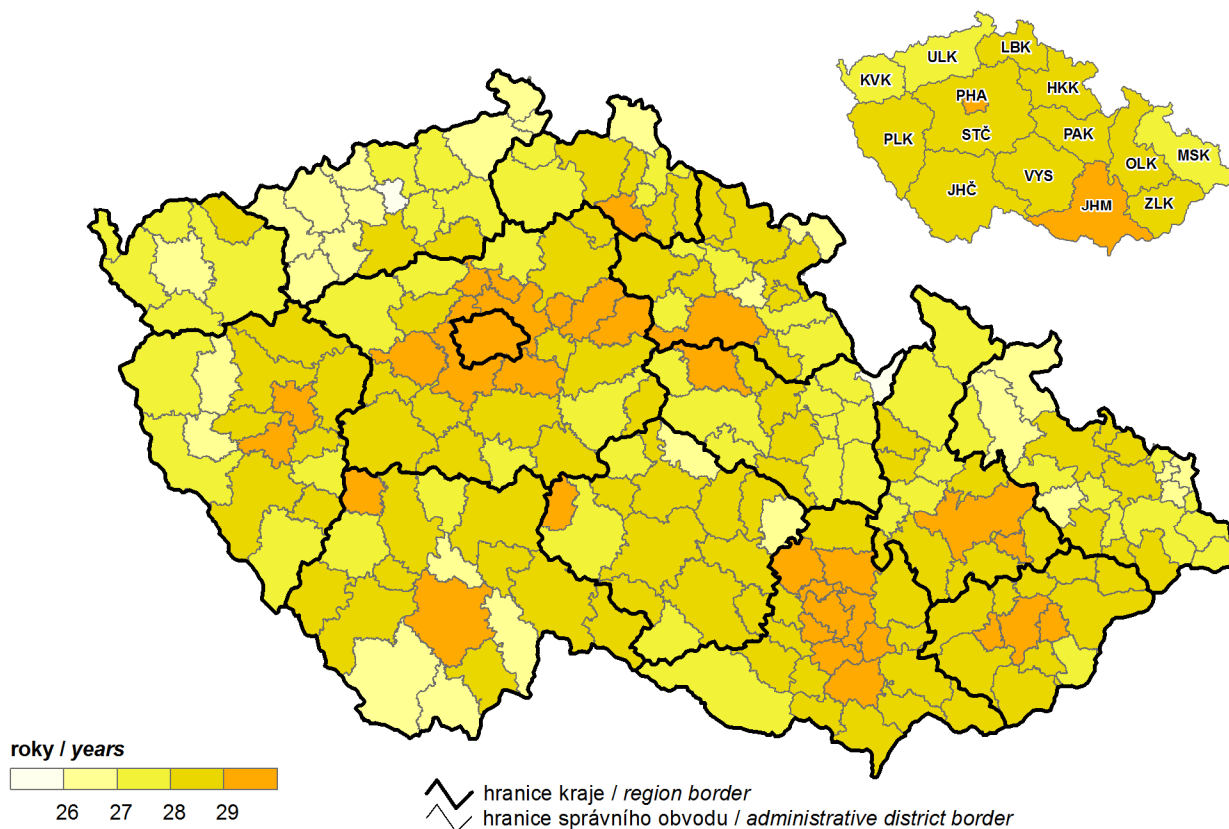 LBK
ULK
KVK
HKK
PHA
PLK
STČ
PAK
MSK
OLK
VYS
JHČ
ZLK
JHM
roky / years
26 27 28 29
hranice kraje / region border
hranice správního obvodu / administrative district border